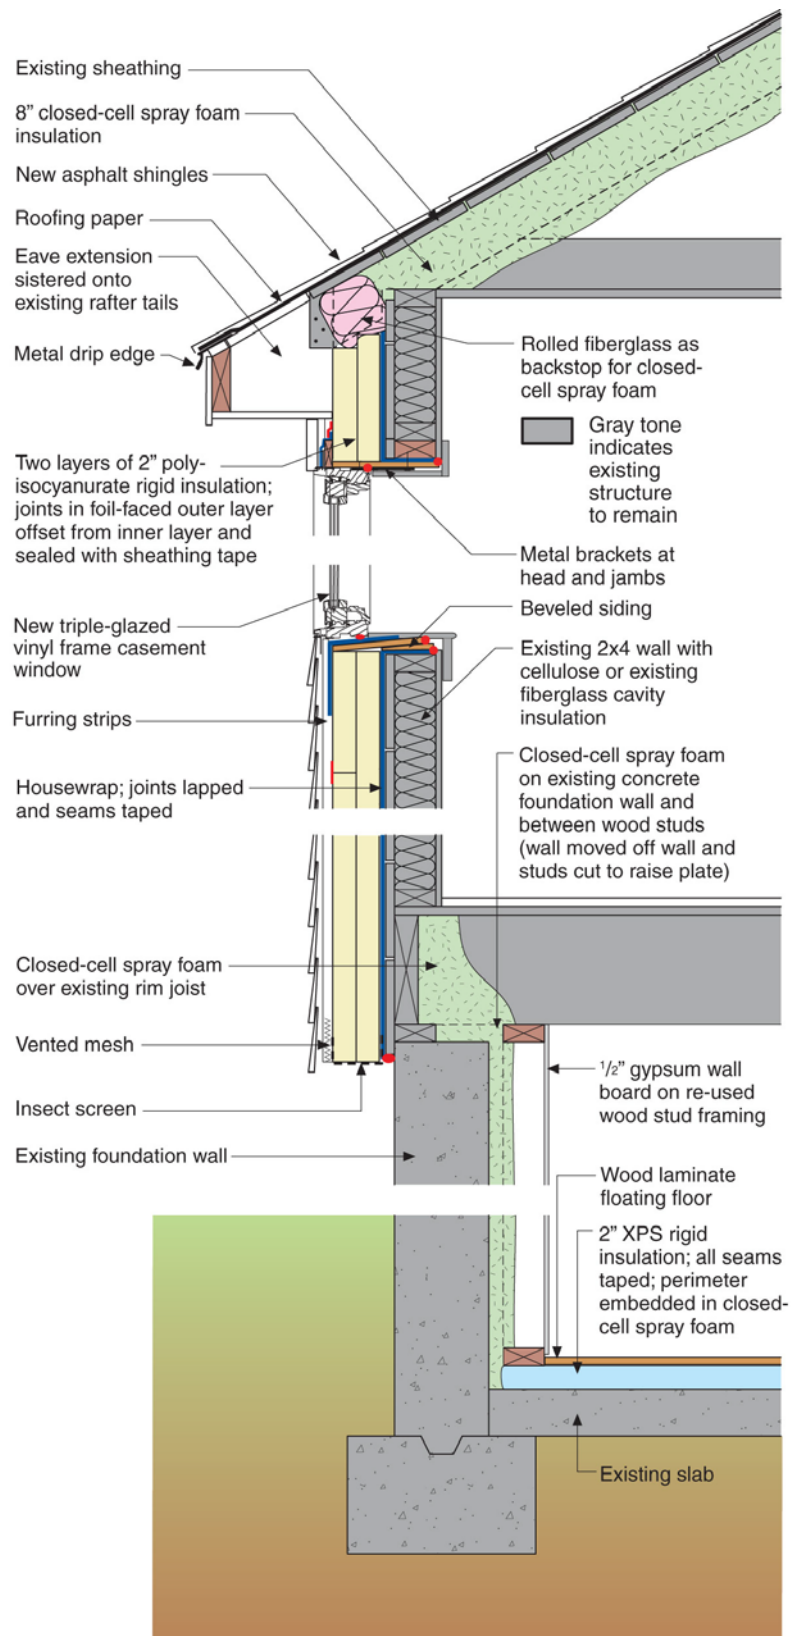 Existing sheathing
8” closed-cell spray foam
insulation
New asphalt shingles
Roofing paper
Eave extension
sistered onto
existing rafter tails
Metal drip edge
Rolled fiberglass as
backstop for closed-
cell spray foam
Gray tone
indicates
existing
structure
to remain
Two layers of 2” poly-
isocyanurate rigid insulation;
joints in foil-faced outer layer
offset from inner layer and
sealed with sheathing tape
Metal brackets at
head and jambs
Beveled siding
New triple-glazed
vinyl frame casement
window
Existing 2x4 wall with
cellulose or existing
fiberglass cavity
insulation
Furring strips
Closed-cell spray foam
on existing concrete
foundation wall and
between wood studs
(wall moved off wall and
studs cut to raise plate)
Housewrap; joints lapped
and seams taped
Closed-cell spray foam
over existing rim joist
Vented mesh
1/2” gypsum wall
board on re-used
wood stud framing
Insect screen
Existing foundation wall
Wood laminate
floating floor
2” XPS rigid
insulation; all seams
taped; perimeter
embedded in closed-
cell spray foam
Existing slab